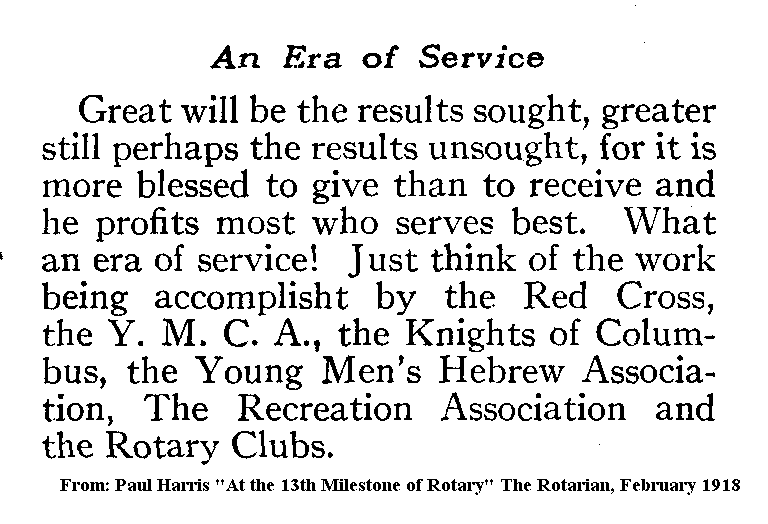 An Era of Service
Great will be the results sought, greater
still perhaps the results unsought, for it is
more blessed to give than to receive and
he profits most who serves best. What
an era of service! Just think of the work
being accomplisht by the Red Cross,
the Y. M. C. A., the Knights of Colum-
bus, the Young Men's Hebrew Associa-
tion, The Recreation Association and
the Rotary Clubs.
From: Paul Harris "At the 13th Milestone of Rotary" The Rotarian, February 1918